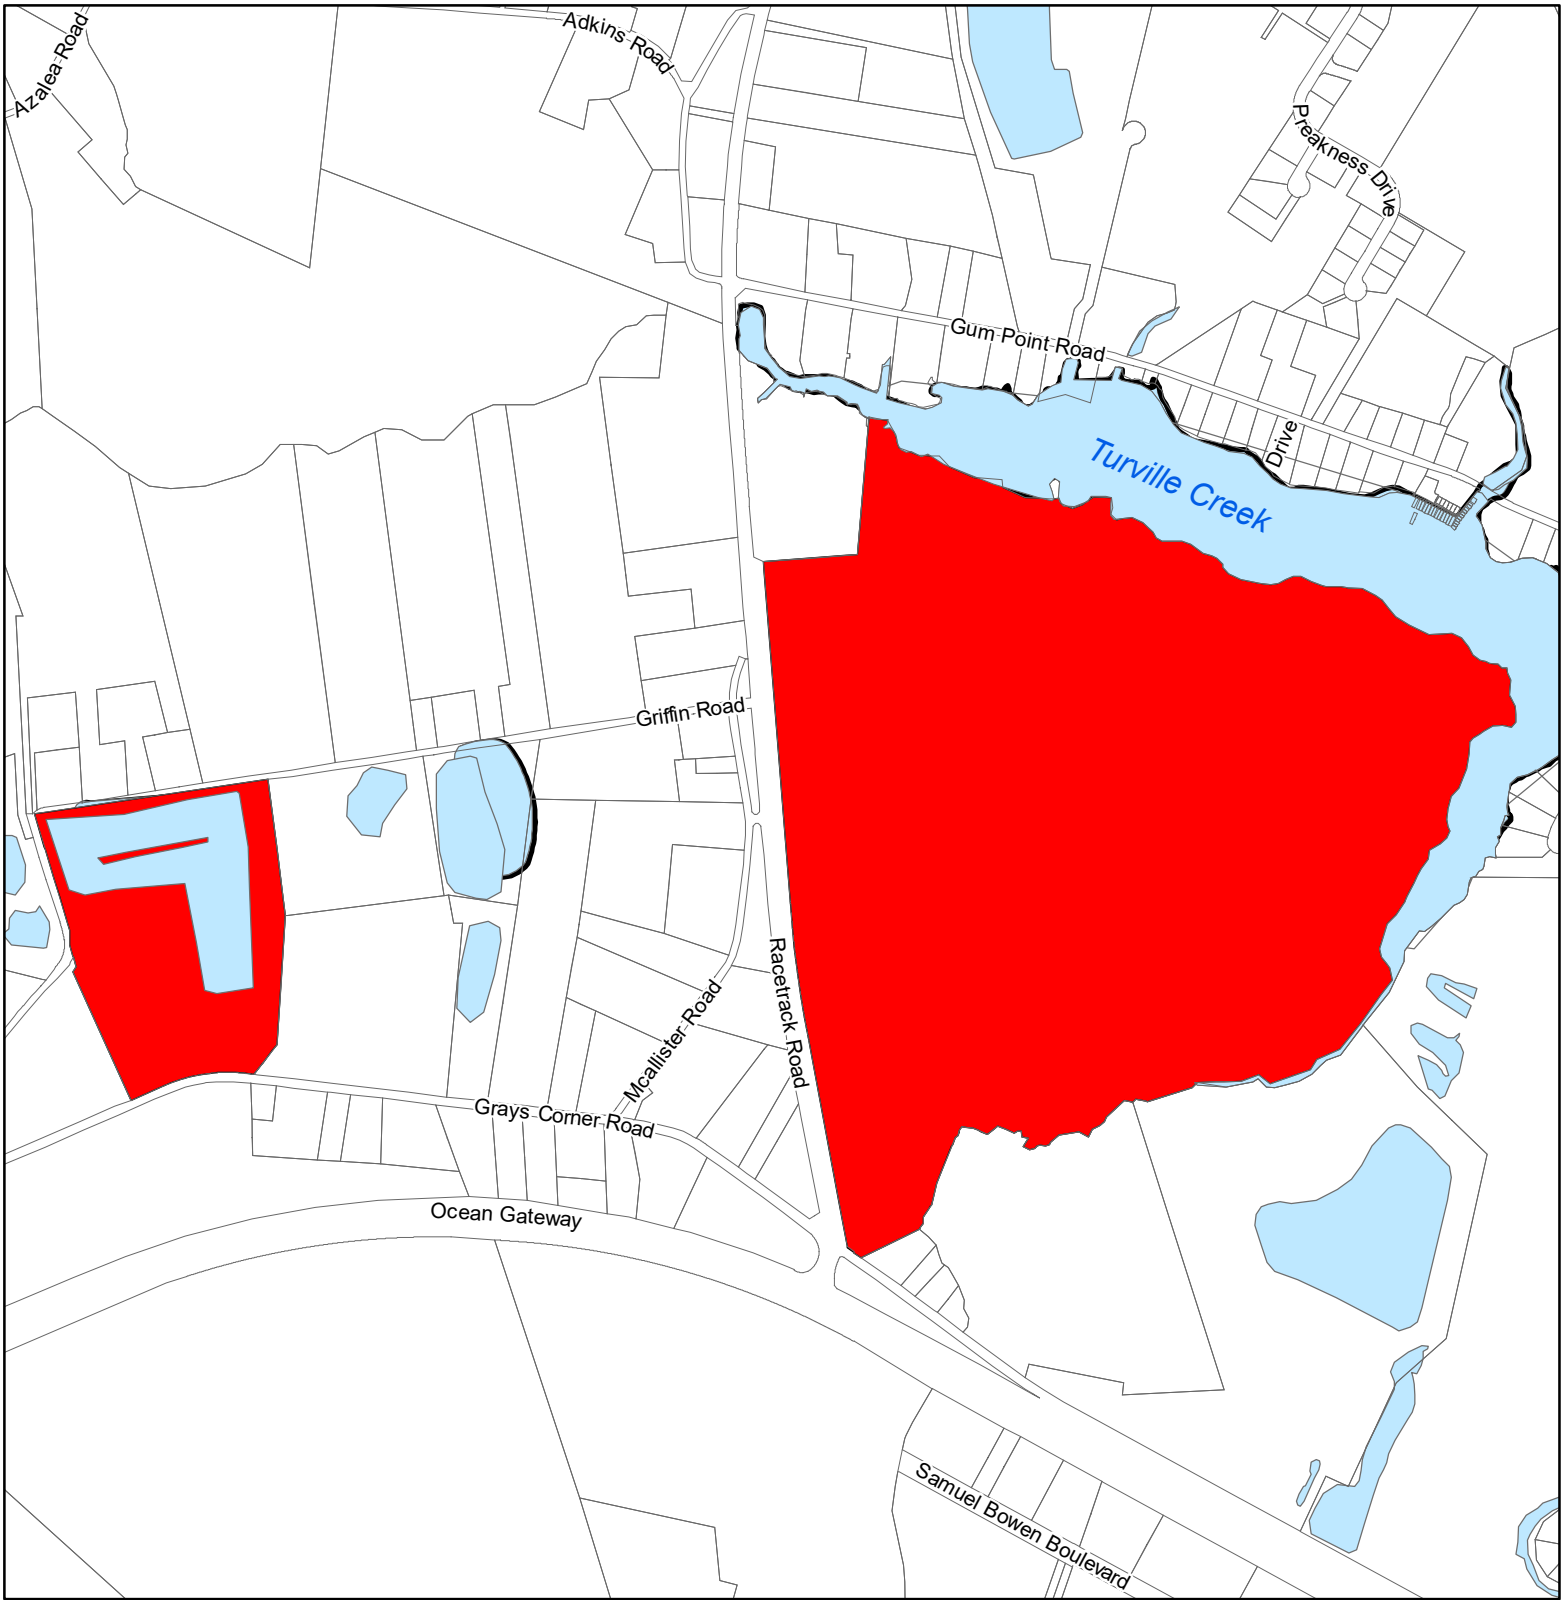 Azalea Road
Adkins Road
Preakness Drive
Gum Point Road
Drive
Turville Creek
Griffin Road
Racetrack Road
Mcallister Road
Grays Corner Road
Ocean Gateway
Samuel Bowen Boulevard